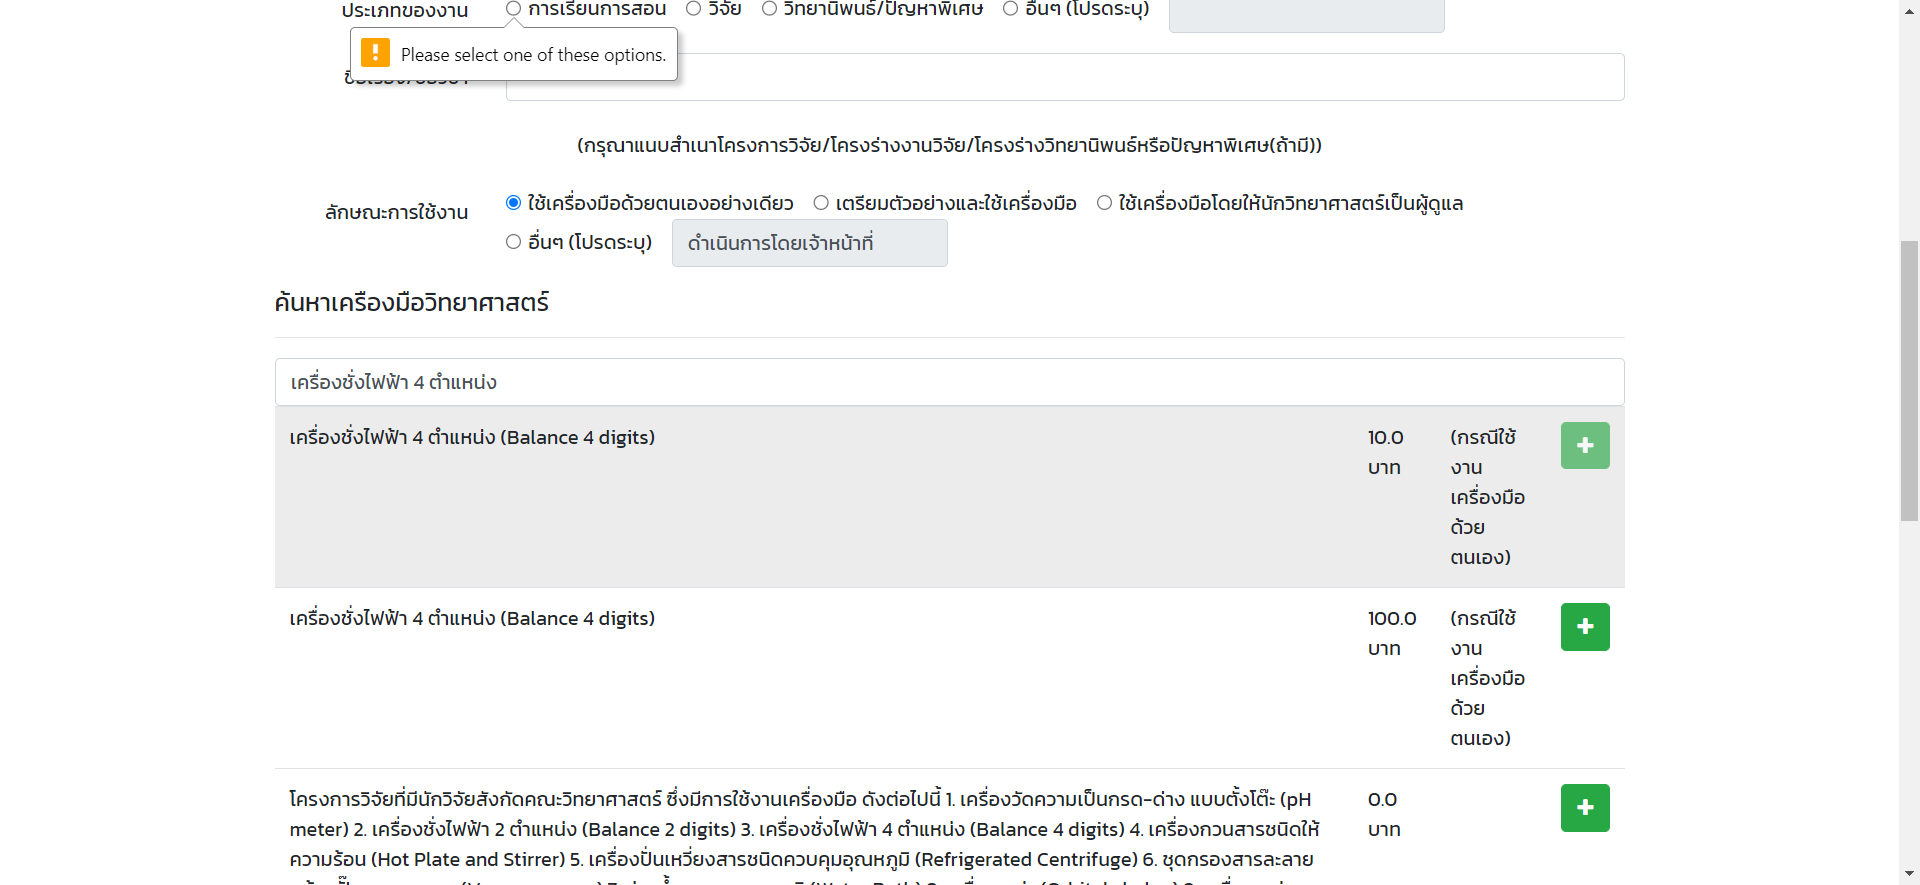 ประเภทของงาน การเรียนการสอน วิจัย วิทยานิพนธ์/ปัญหาพิเศษ อื่นๆ (โปรดระบุ)
Please select one of these options.
(กรุณาแนบสำเนาโครงการวิจัย/โครงร่างงานวิจัย/โครงร่างวิทยานิพนธ์หรือปัญหาพิเศษ(ถ้ามี))
ลักษณะการใช้งาน ใช้เครื่องมือด้วยตนเองอย่างเดียว เตรียมตัวอย่างและใช้เครื่องมือ ใช้เครื่องมือโดยให้นักวิทยาศาสตร์เป็นผู้ดูแล
อื่นๆ (โปรดระบุ) ดำเนินการโดยเจ้าหน้าที่
ค้นหาเครืองมือวิทยาศาสตร์
เครื่องชั่งไฟฟ้า 4 ตำแหน่ง
เครื่องชั่งไฟฟ้า 4 ตำแหน่ง (Balance 4 digits)
10.0
บาท
(กรณีใช้
งาน
เครื่องมือ
ด้วย
ตนเอง)
เครื่องชั่งไฟฟ้า 4 ตำแหน่ง (Balance 4 digits)
100.0
บาท
(กรณีใช้
งาน
เครื่องมือ
ด้วย
ตนเอง)
โครงการวิจัยที่มีนักวิจัยสังกัดคณะวิทยาศาสตร์ ซึ่งมีการใช้งานเครื่องมือ ดังต่อไปนี้ 1. เครื่องวัดความเป็นกรด-ด่าง แบบตั้งโต๊ะ (pH
meter) 2. เครื่องชั่งไฟฟ้า 2 ตำแหน่ง (Balance 2 digits) 3. เครื่องชั่งไฟฟ้า 4 ตำแหน่ง (Balance 4 digits) 4. เครื่องกวนสารชนิดให้
ความร้อน (Hot Plate and Stirrer) 5. เครื่องปั่นเหวี่ยงสารชนิดควบคุมอุณหภูมิ (Refrigerated Centrifuge) 6. ชุดกรองสารละลาย
0.0
บาท